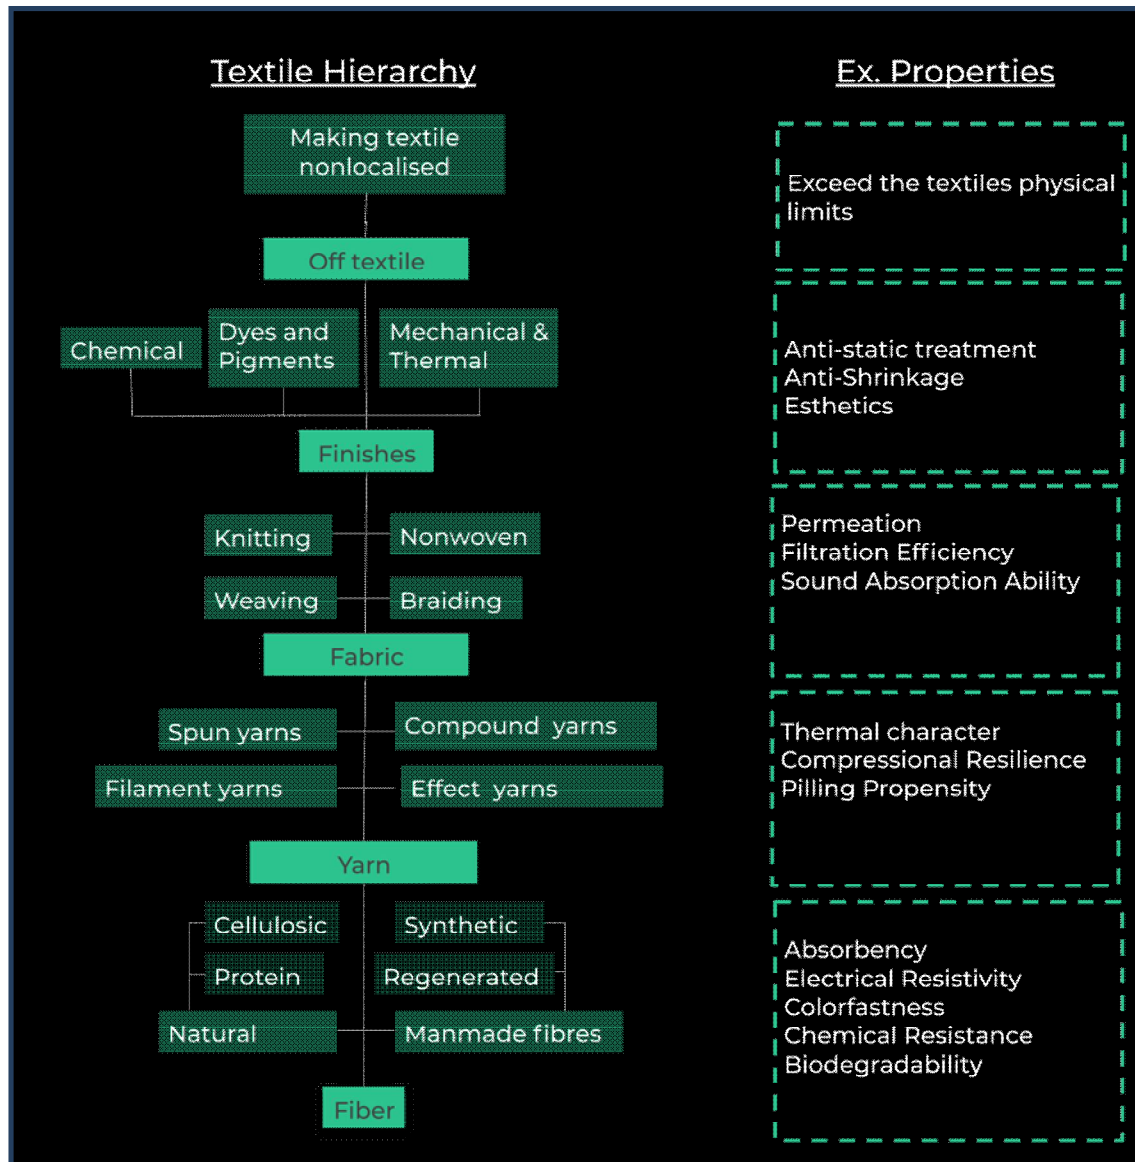 Textile Hierarchy
Ex. Properties
Making textile
nonlocalised
Exceed the textiles physical
limits
Off textile
Chemical
Dyes and
Pigments
Mechanical &
Thermal
Anti-static treatment
Anti-Shrinkage
Esthetics
Finishes
Knitting
Nonwoven
Weaving
Braiding
Permeation
Filtration Efficiency
Sound Absorption Ability
Fabric
Spun yarns
Compound yarns
Filament yarns
Effect yarns
Thermal character
Compressional Resilience
Pilling Propensity
Yarn
Cellulosic
Synthetic
Protein
Regenerated
Natural
Manmade fibres
Absorbency
Electrical Resistivity
Colorfastness
Chemical Resistance
Biodegradability
Fiber